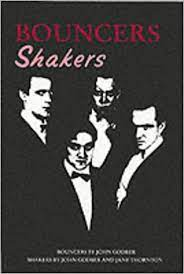 BOUNCERS
Shakers
BOUNCERS BY JOHN GODBER
SHAKERS BY JOHN GODBER AND JANE THORNTON